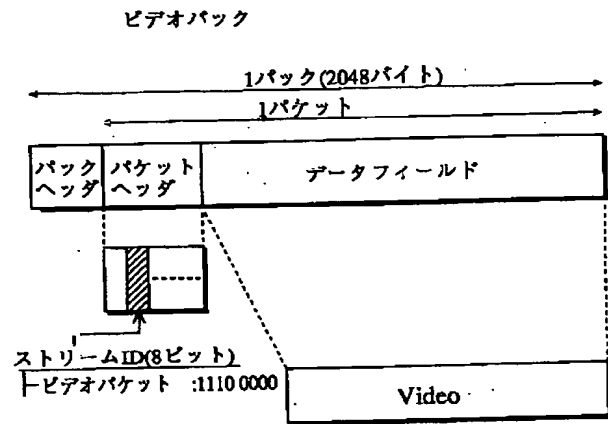 ビデオパック
1パック(2048バイト)
1パケット
パック
ヘッダ
パケット
ヘッダ
データフィールド
ストリームID(8ビット)
ビデオパケット :1110 0000
Video